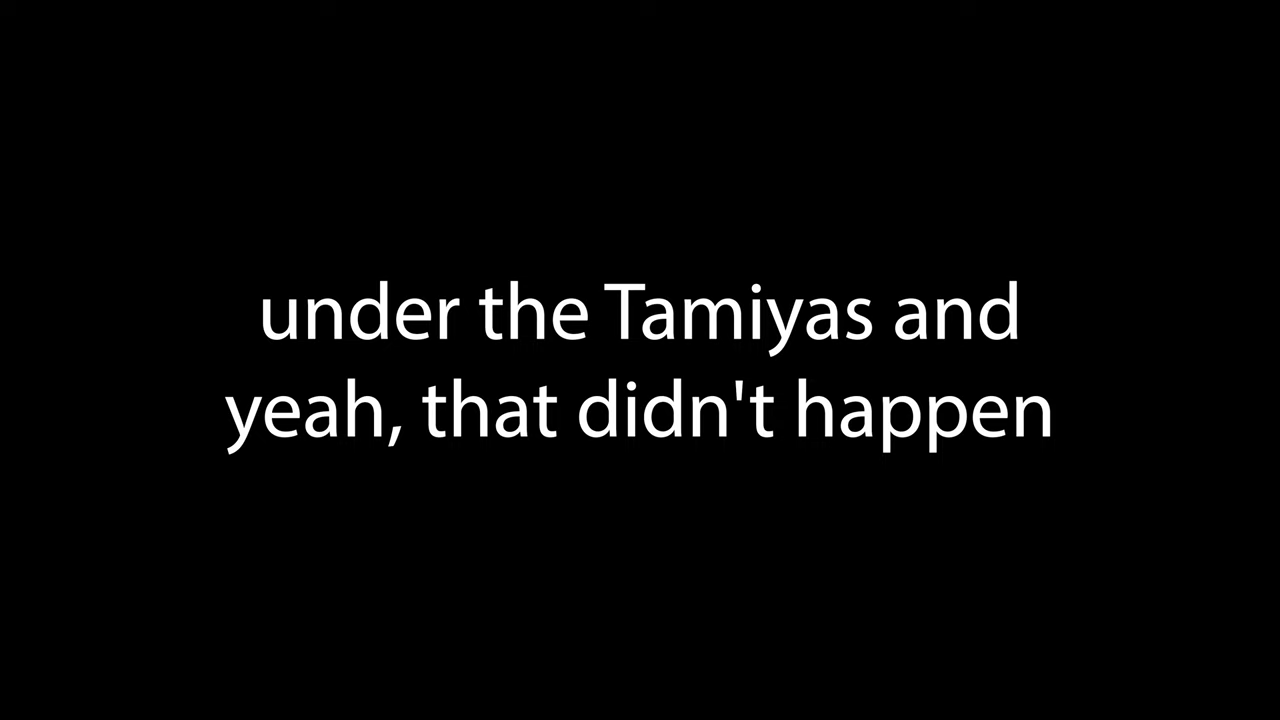 under the Tamiyas and
yeah, that didn't happen